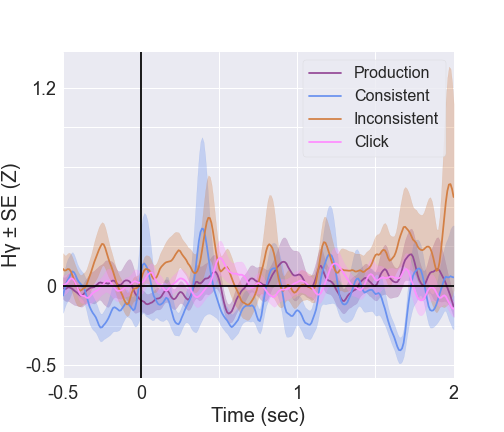 Production
Consistent
Inconsistent
Click
Hγ ± SE (Z)
1.2
0
-0.5
-0.5 0 1 2
Time (sec)